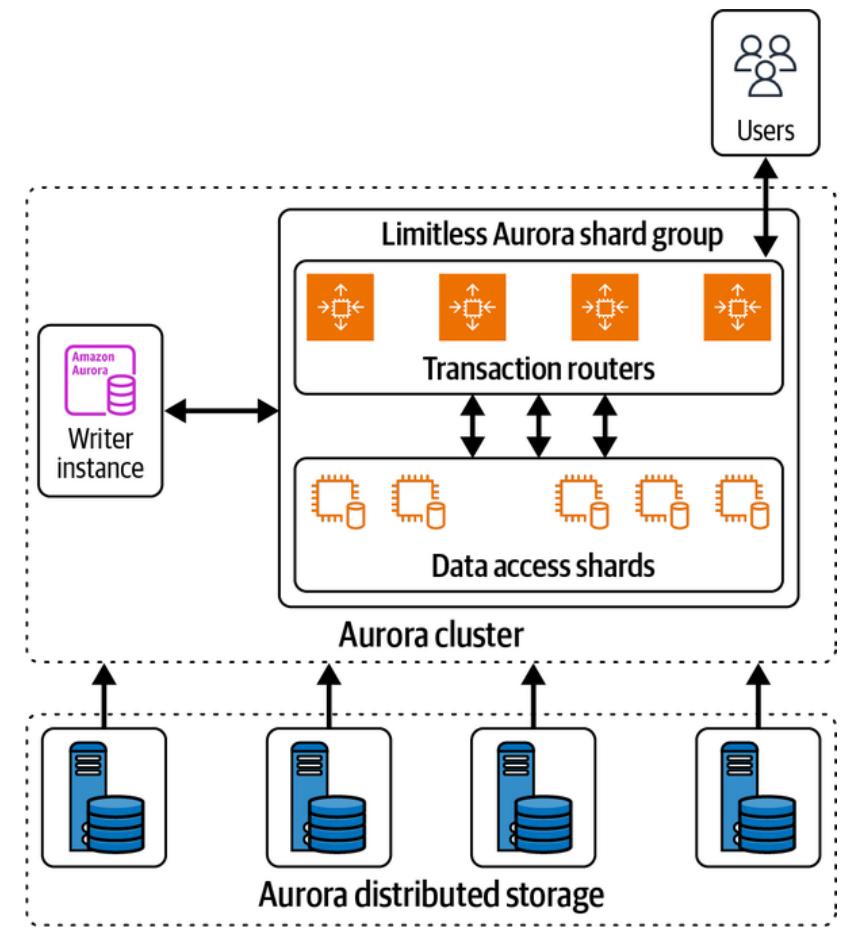 Users
Limitless Aurora shard group
Transaction routers
Amazon
Aurora
Writer
instance
Data access shards
Aurora cluster
Aurora distributed storage